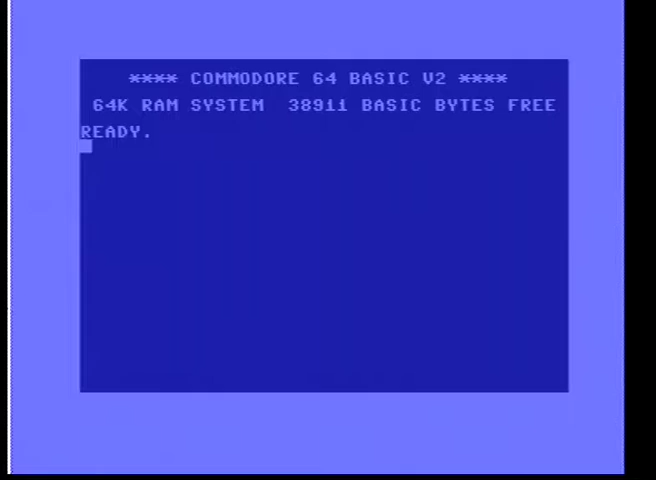 **** COMMODORE 64 BASIC V2 ****
64K RAM SYSTEM  38911 BASIC BYTES FREE
READY.